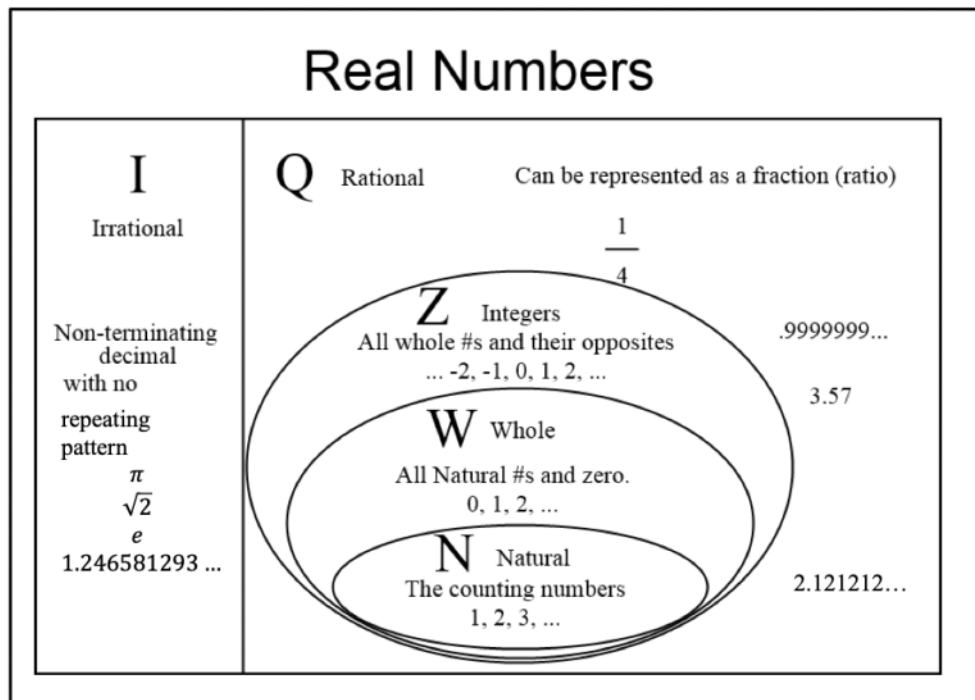 Real Numbers
I
Irrational
Non-terminating
decimal
with no
repeating
pattern
π
√2
e
1.246581293 ...
Q Rational Can be represented as a fraction (ratio)
1
4
Z Integers
All whole #s and their opposites
... -2, -1, 0, 1, 2, ...
.9999999...
3.57
W Whole
All Natural #s and zero.
0, 1, 2, ...
N Natural
The counting numbers
1, 2, 3, ...
2.121212...